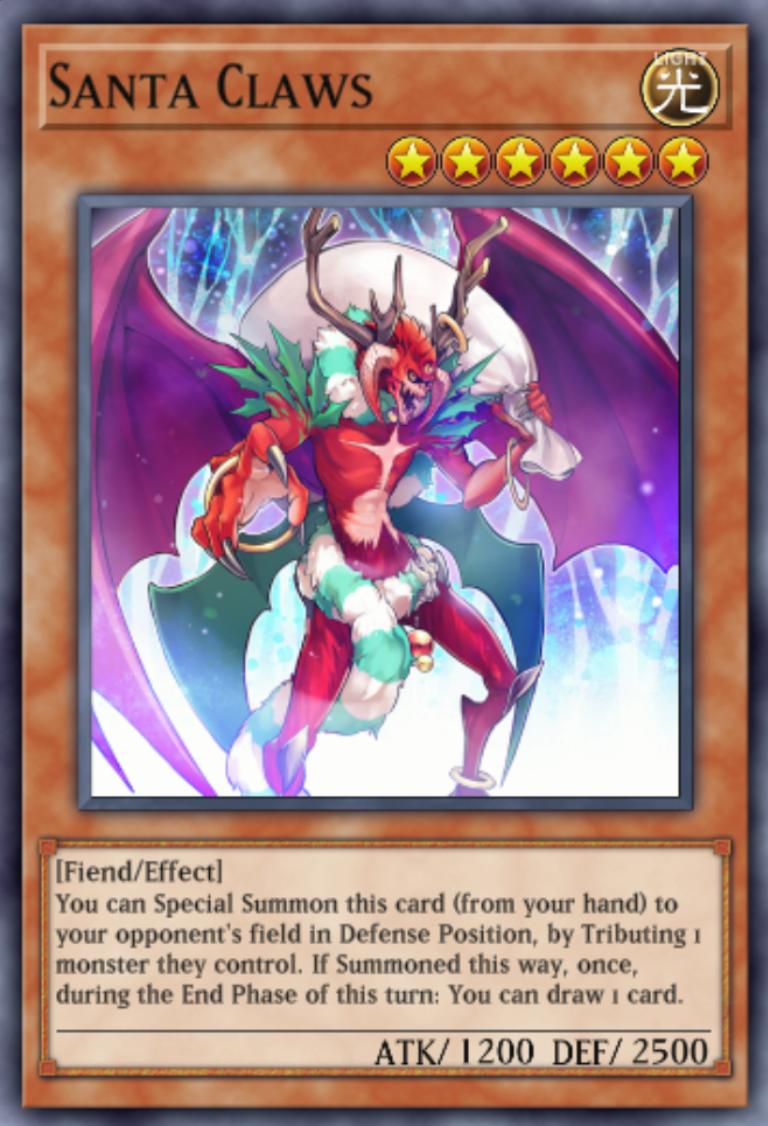 SANTA CLAWS
LIGHT
光
[Fiend/Effect]
You can Special Summon this card (from your hand) to
your opponent's field in Defense Position, by Tributing 1
monster they control. If Summoned this way, once,
during the End Phase of this turn: You can draw 1 card.
ATK/ 1200 DEF/ 2500